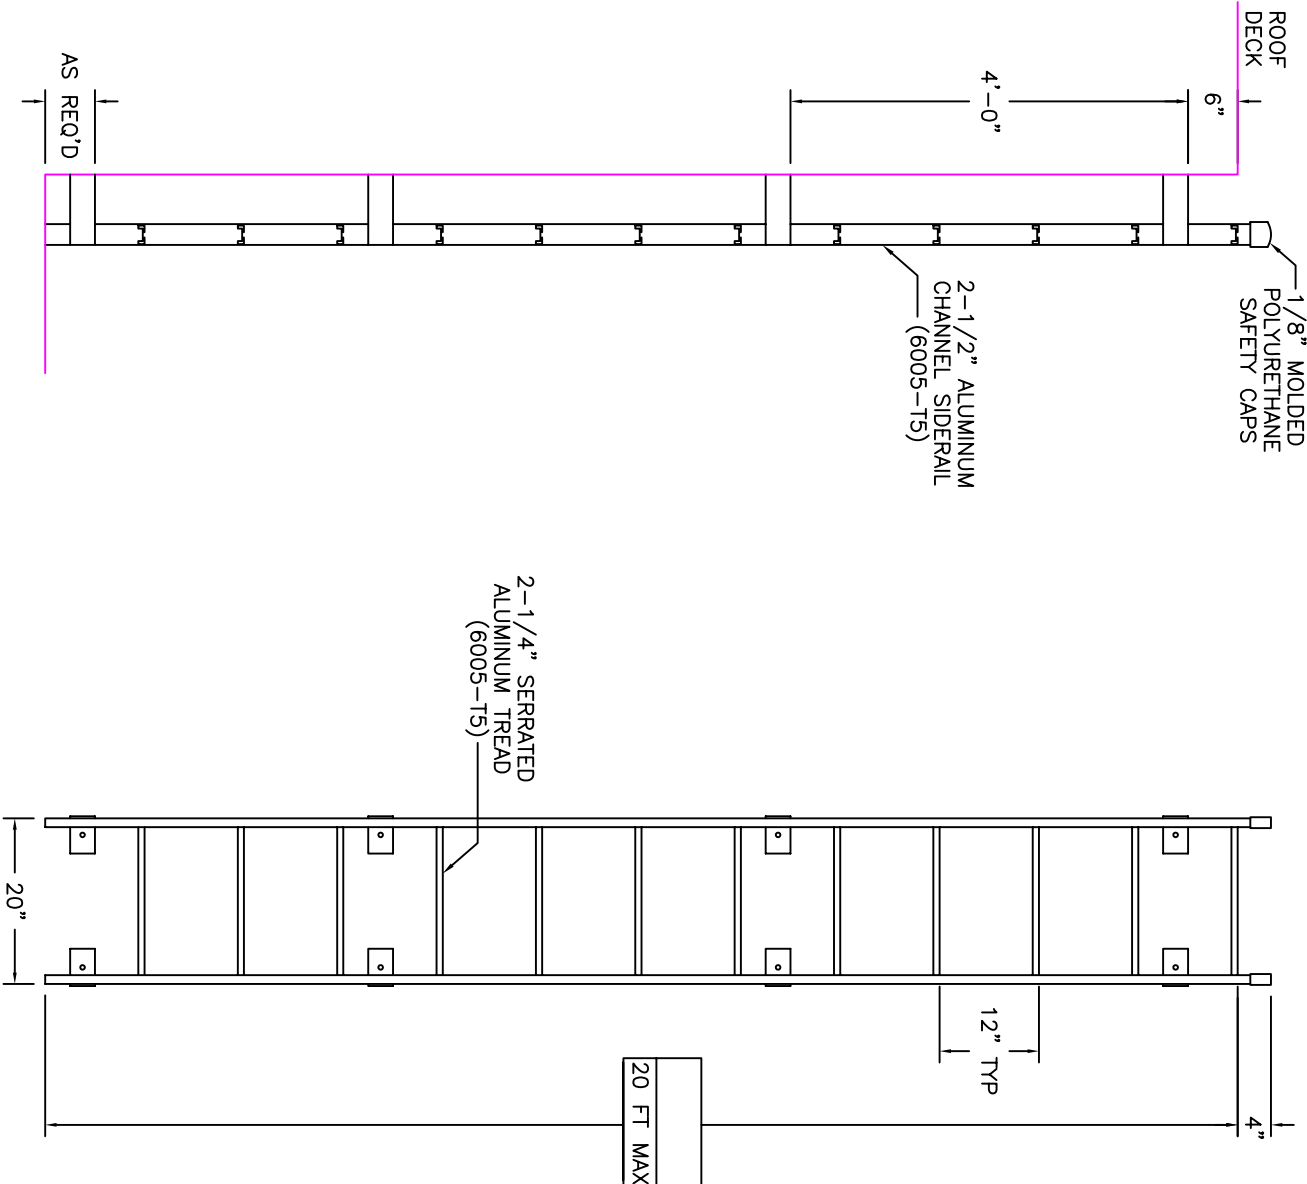 ROOF
DECK
6"
4'-0"
AS REQ'D
1/8" MOLDED
POLYURETHANE
SAFETY CAPS
2-1/2" ALUMINUM
CHANNEL SIDERAIL
(6005-T5)
2-1/4" SERRATED
ALUMINUM TREAD
(6005-T5)
20"
12" TYP
4"
20 FT MAX